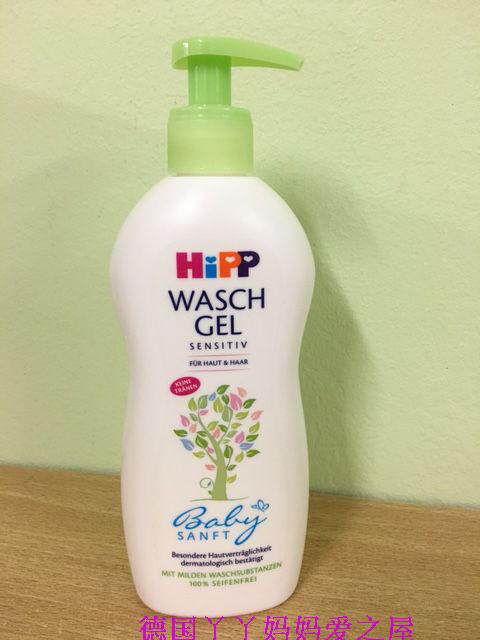 HiPP
WASCH
GEL
SENSITIV
FÜR HAUT & HAAR
KEINE
TRÄNEN
Baby
SANFT
Besondere Hautverträglichkeit
dermatologisch bestätigt
MIT MILDEN WASCHSUBSTANZEN
100% SEIFENFREI
德国丫丫妈妈爱之屋